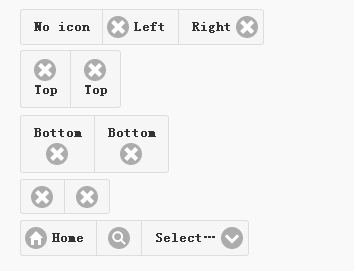 No icon Left Right
Top Top
Bottom Bottom
Home Select…